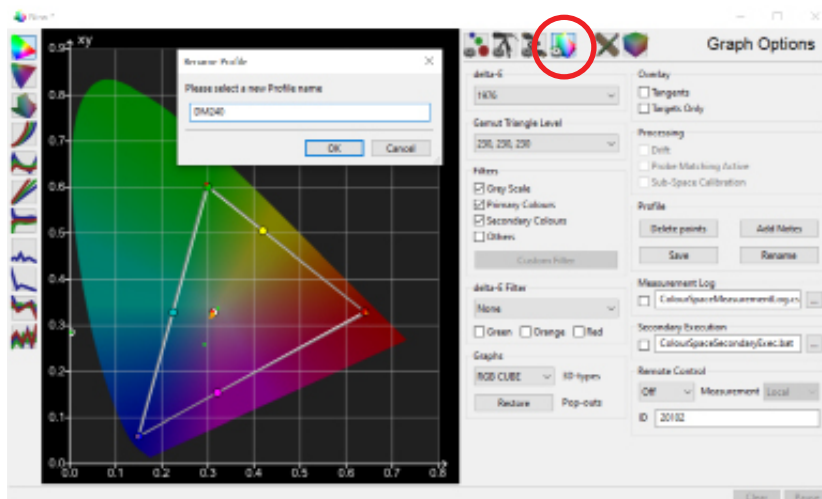 New *
xy
0.9
0.8
0.7
0.6
0.5
0.4
0.3
0.2
0.1
0.0
0.0 0.1 0.2 0.3 0.4 0.5 0.6 0.7 0.8
Rename Profile
Please select a new Profile name
DM240
OK Cancel
Graph Options
delta-E
1976
Gamut Triangle Level
230, 230, 230
Filters
Grey Scale
Primary Colours
Secondary Colours
Others
Custom Filter
delta-E Filter
None
Green Orange Red
Graphs
RGB CUBE 3D-types
Restore Pop-outs
Overlay
Tangents
Targets Only
Processing
Drift
Probe Matching Active
Sub-Space Calibration
Profile
Delete points Add Notes
Save Rename
Measurement Log
ColourSpaceMeasurementLog.cs ...
Secondary Execution
ColourSpaceSecondaryExec.bat ...
Remote Control
Off Measurement Local
ID 20102
Clear